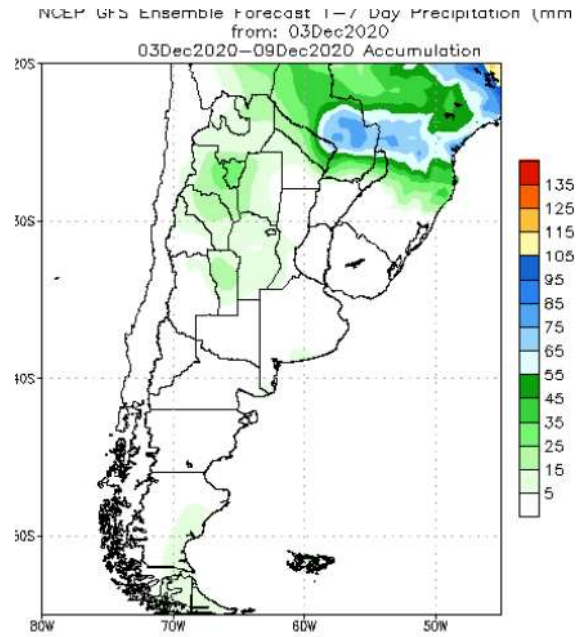 NCEP GFS Ensemble Forecast 1-7 Day Precipitation (mm
from: 03Dec2020
03Dec2020-09Dec2020 Accumulation
20S
30S
40S
50S
80W
70W
60W
50W
135
125
115
105
95
85
75
65
55
45
35
25
15
5